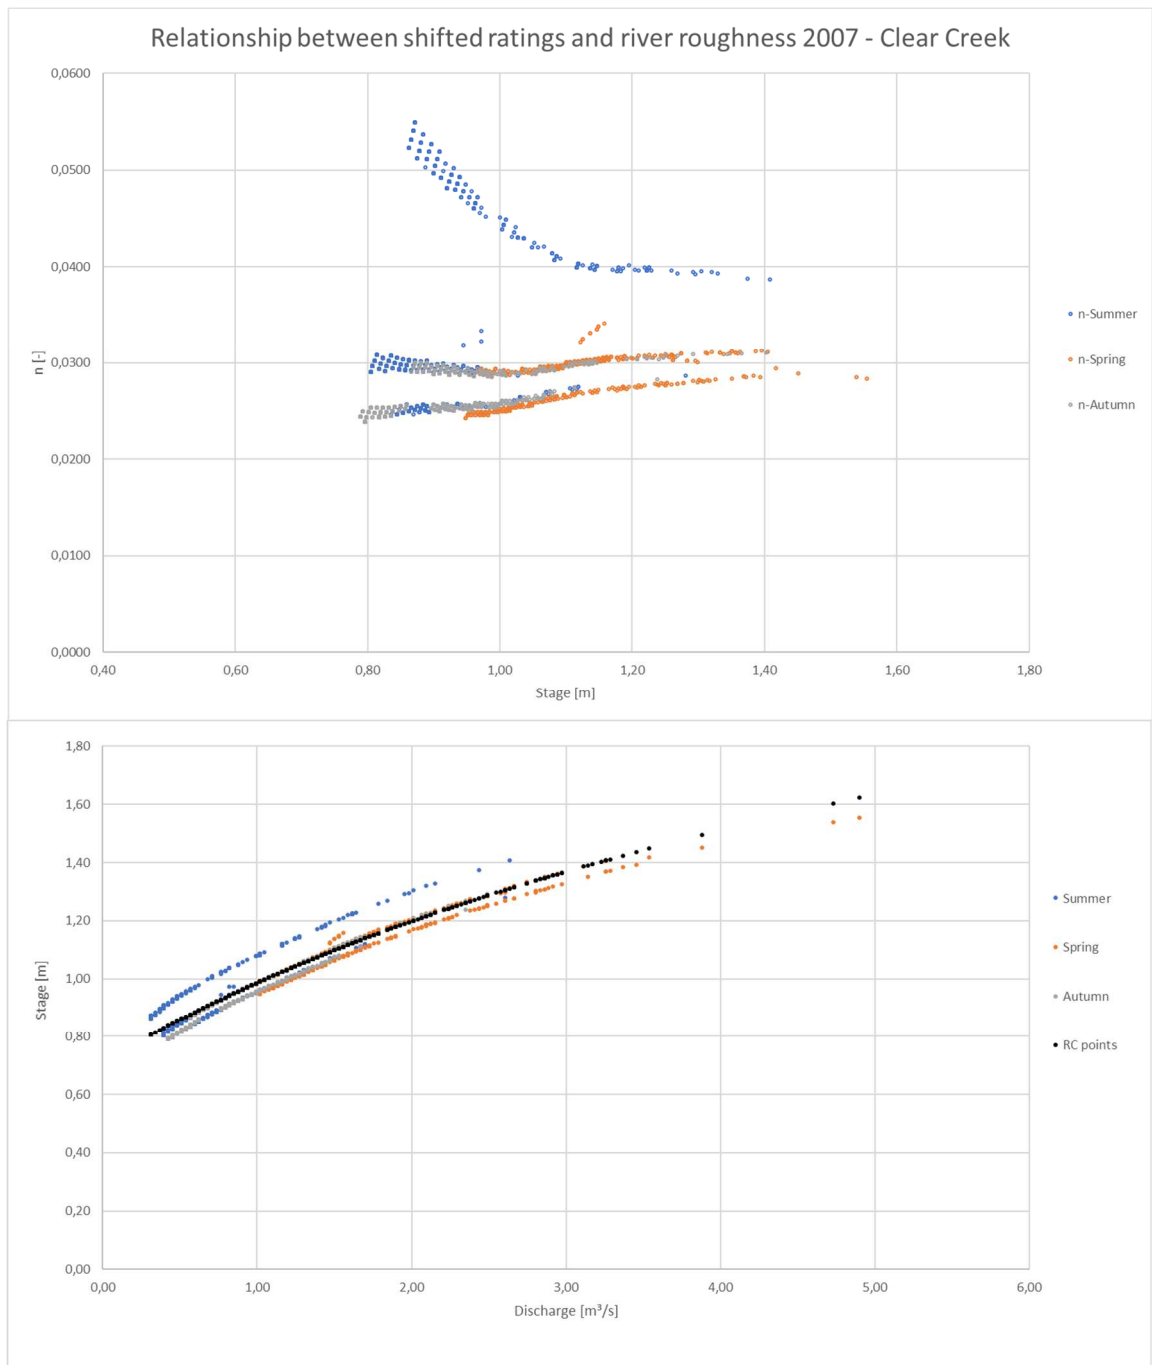 Relationship between shifted ratings and river roughness 2007 - Clear Creek
0,0600
0,0500
0,0400
0,0300
0,0200
0,0100
0,0000
n [-]
0,40 0,60 0,80 1,00 1,20 1,40 1,60 1,80
Stage [m]
n-Summer
n-Spring
n-Autumn
1,80
1,60
1,40
1,20
1,00
0,80
0,60
0,40
0,20
0,00
Stage [m]
0,00 1,00 2,00 3,00 4,00 5,00 6,00
Discharge [m³/s]
Summer
Spring
Autumn
RC points